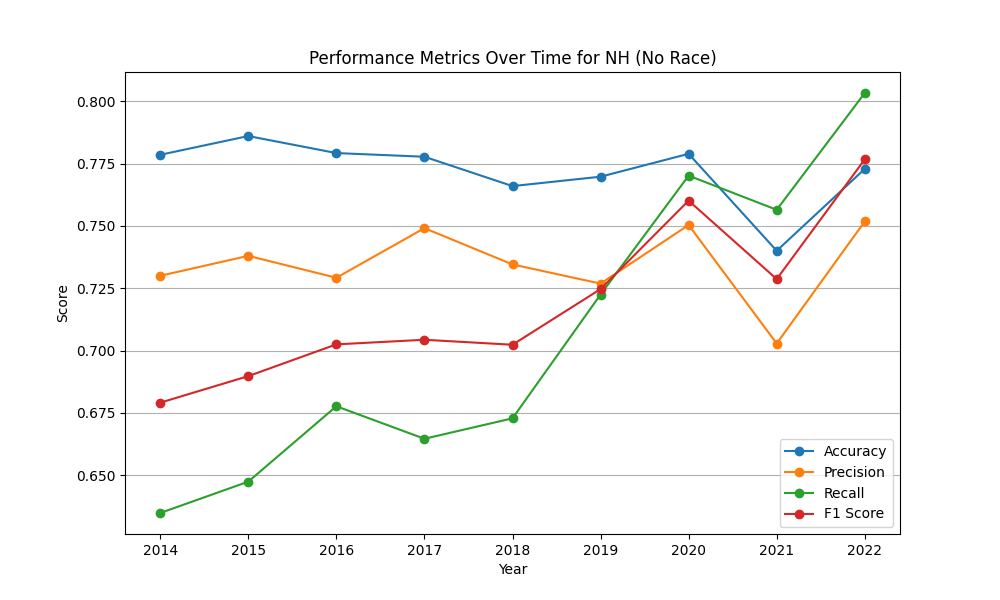 Performance Metrics Over Time for NH (No Race)
0.800
0.775
0.750
0.725
0.700
0.675
0.650
Score
Accuracy
Precision
Recall
F1 Score
2014 2015 2016 2017 2018 2019 2020 2021 2022
Year